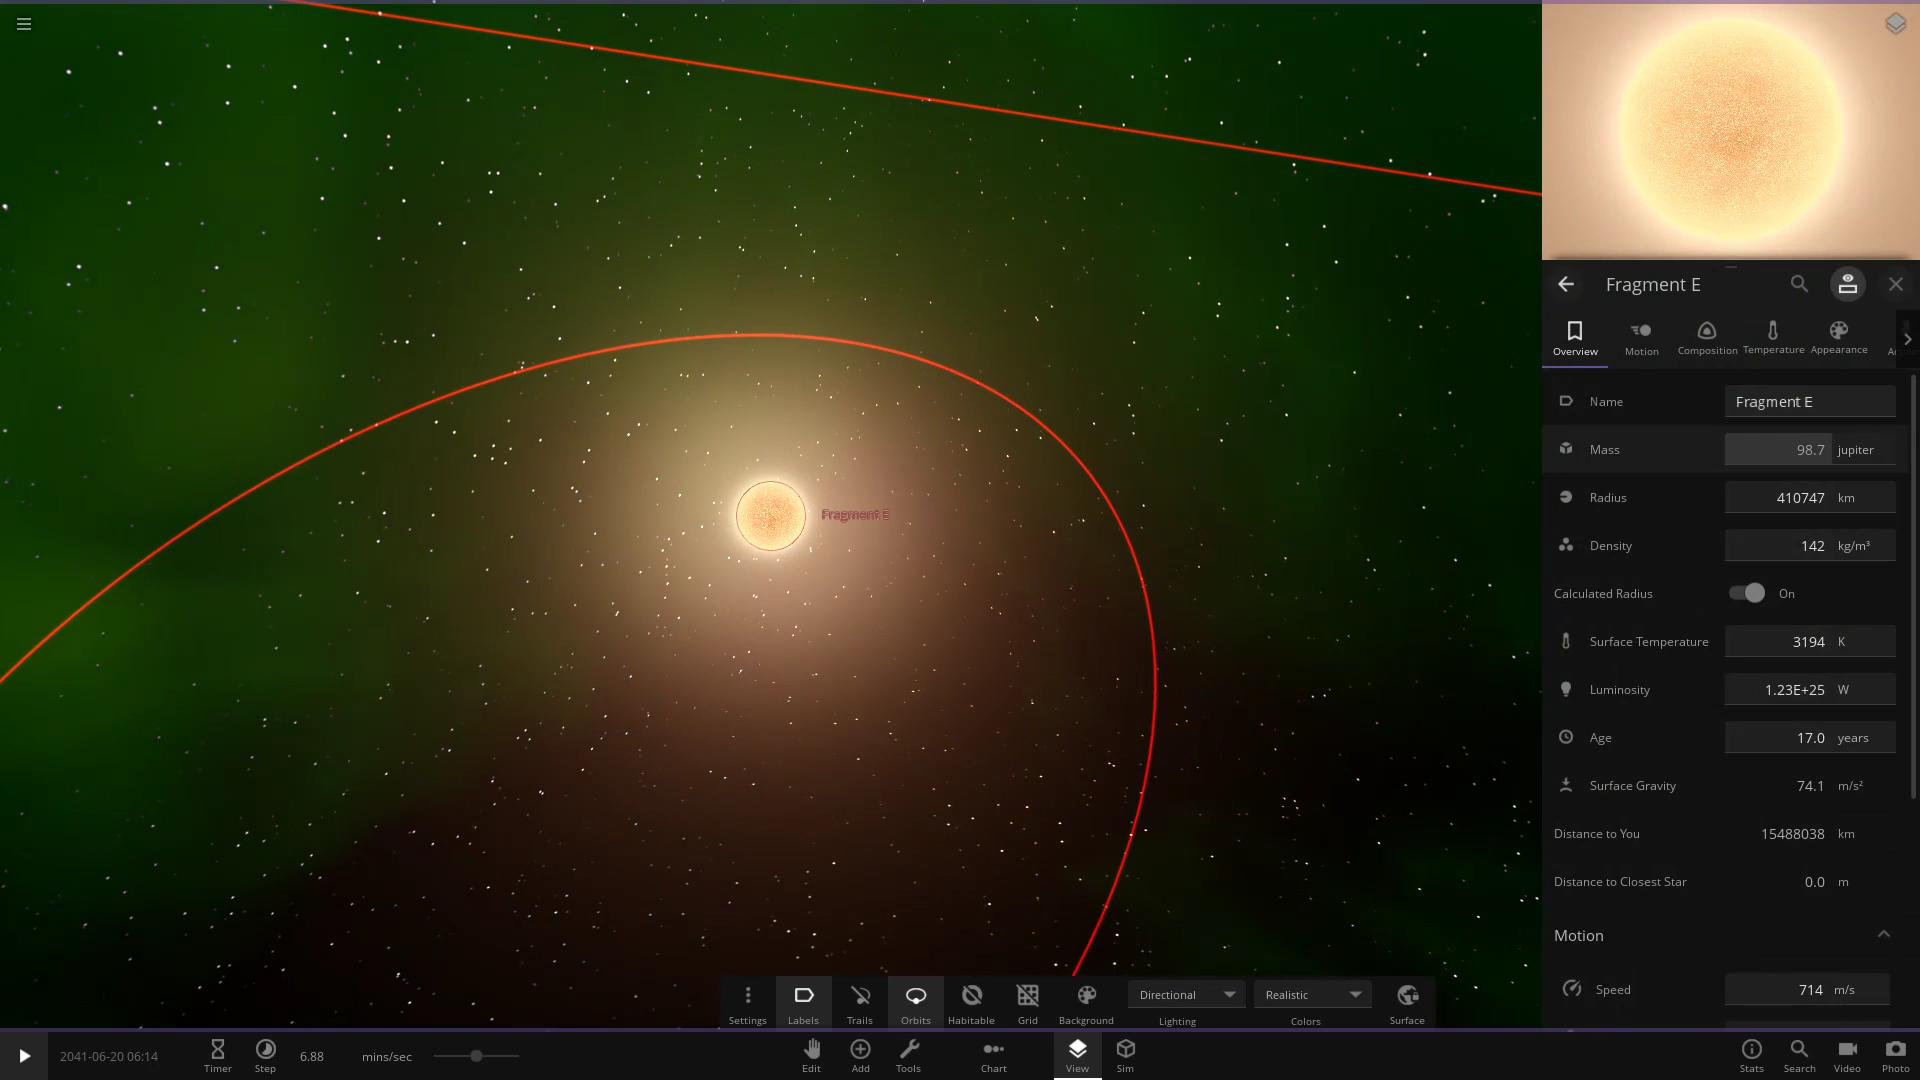 Fragment E
Fragment E
Overview
Motion
Composition
Temperature
Appearance
Name
Fragment E
Mass
98.7 jupiter
Radius
410747 km
Density
142 kg/m³
Calculated Radius
On
Surface Temperature
3194 K
Luminosity
1.23E+25 W
Age
17.0 years
Surface Gravity
74.1 m/s²
Distance to You
15488038 km
Distance to Closest Star
0.0 m
Motion
Speed
714 m/s
Directional
Realistic
Settings
Labels
Trails
Orbits
Habitable
Grid
Background
Lighting
Colors
Surface
2041-06-20 06:14
Timer
Step
6.88 mins/sec
Edit
Add
Tools
Chart
View
Sim
Stats
Search
Video
Photo